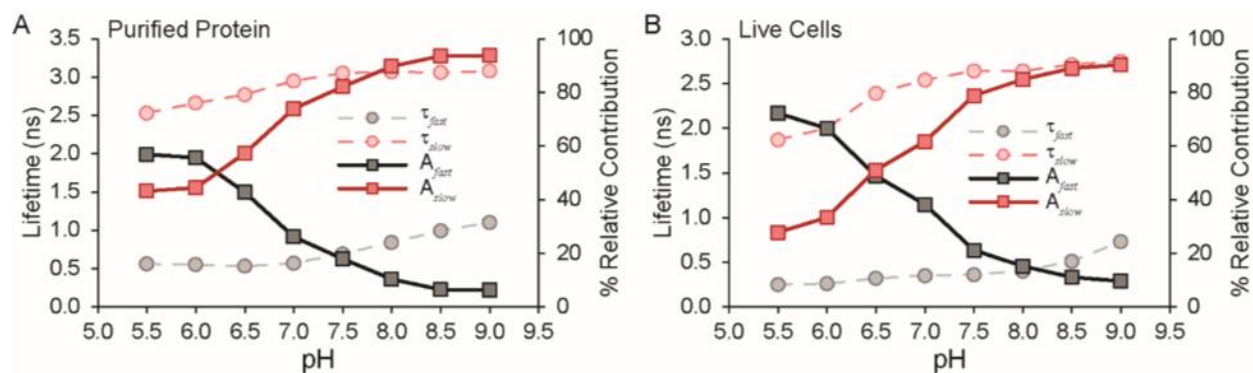 A Purified Protein
Lifetime (ns)
3.5
3.0
2.5
2.0
1.5
1.0
0.5
0.0
100
80
60
40
20
0
% Relative Contribution
τfast
τslow
Afast
Aslow
5.0 5.5 6.0 6.5 7.0 7.5 8.0 8.5 9.0 9.5
pH
B Live Cells
Lifetime (ns)
3.0
2.5
2.0
1.5
1.0
0.5
0.0
100
80
60
40
20
0
% Relative Contribution
τfast
τslow
Afast
Aslow
5.0 5.5 6.0 6.5 7.0 7.5 8.0 8.5 9.0 9.5
pH